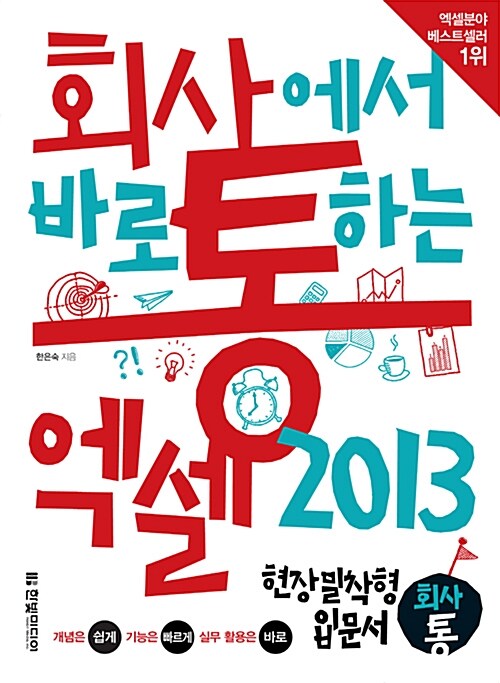 엑셀분야
베스트셀러
1위
회사에서
바로 통하는
한은숙 지음
?!
엑셀 2013
현장밀착형
입문서
회사
통
한빛미디어
개념은 쉽게 기능은 빠르게 실무 활용은 바로